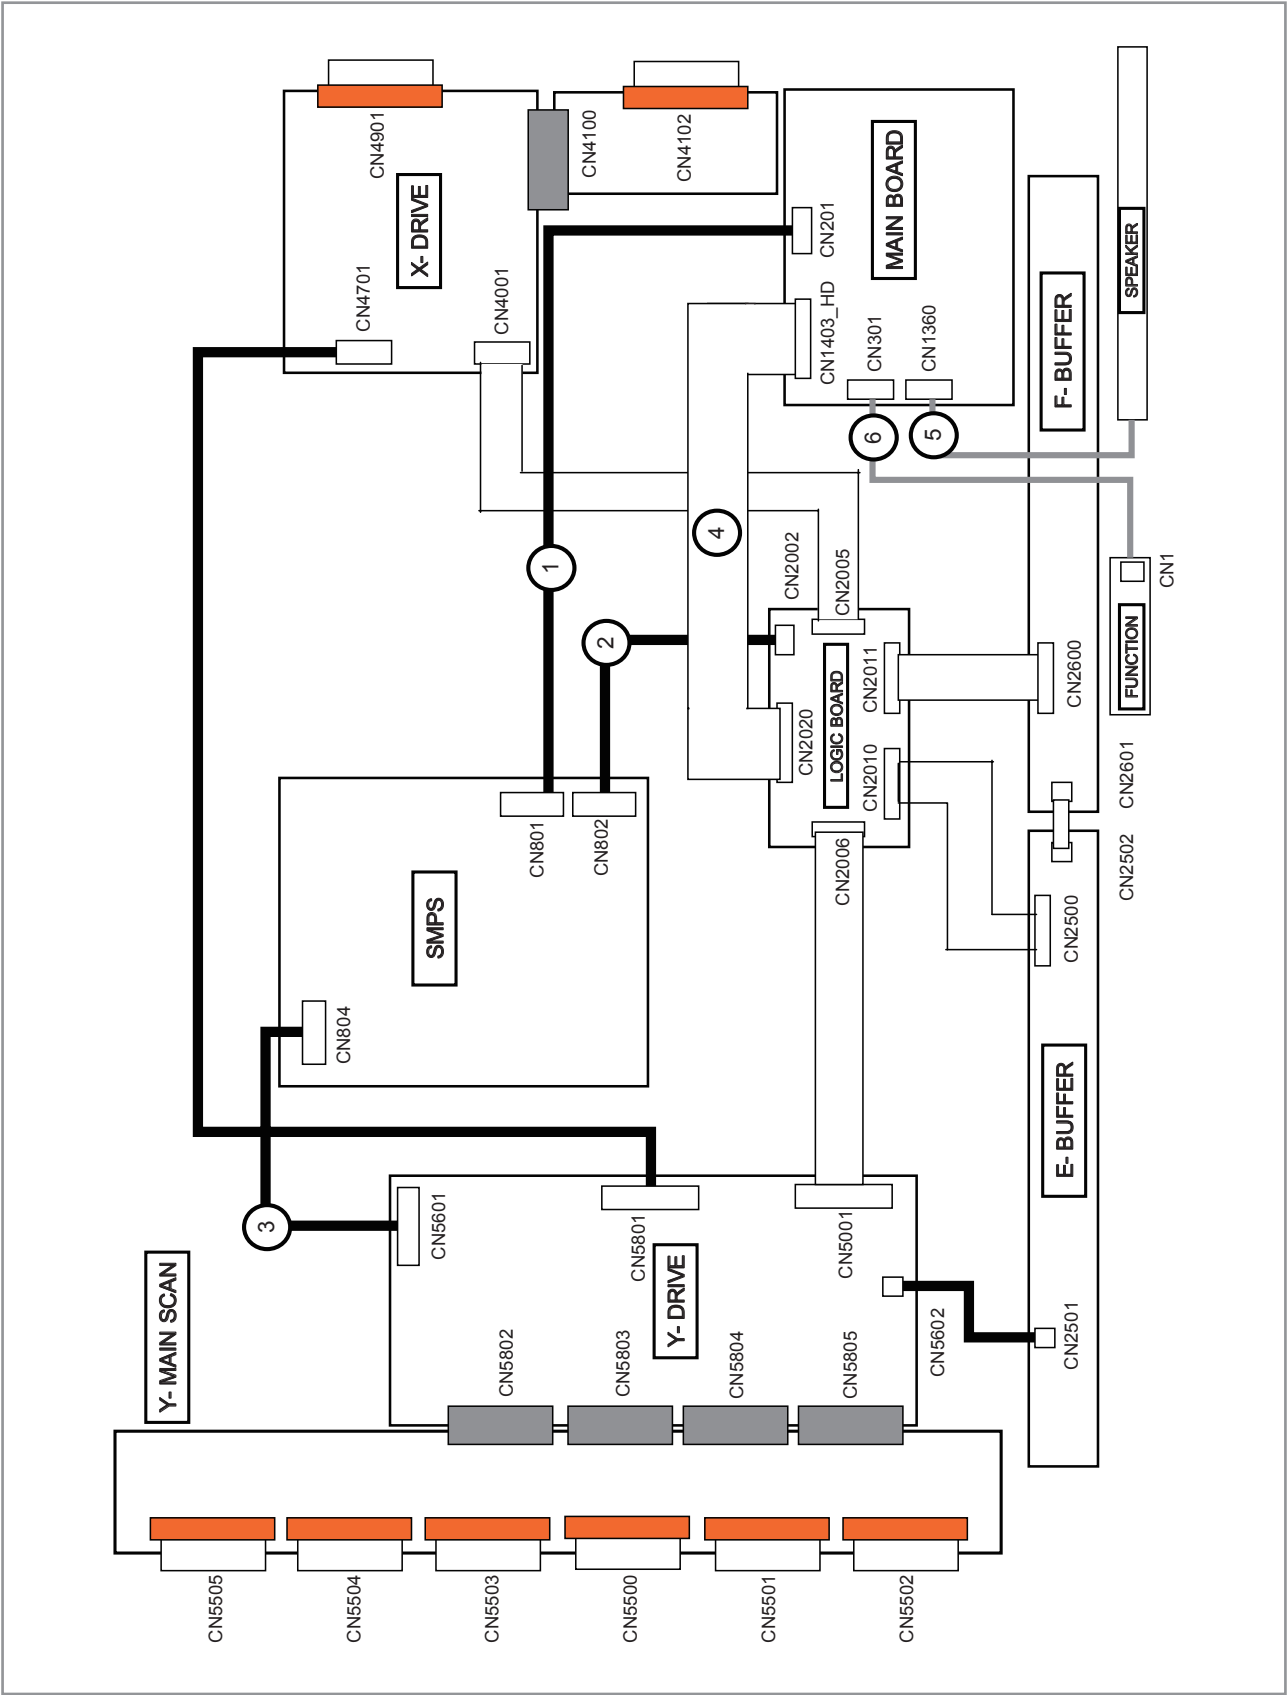 Y- MAIN SCAN
CN5505
CN5504
CN5503
CN5500
CN5501
CN5502
CN5802
CN5803
CN5804
CN5805
Y- DRIVE
CN5601
CN5801
CN5001
CN5602
3
CN804
SMPS
CN801
CN802
1
2
4
X- DRIVE
CN4701
CN4001
CN4901
CN4100
CN4102
MAIN BOARD
CN201
CN1403_HD
CN301
CN1360
6
5
LOGIC BOARD
CN2002
CN2005
CN2020
CN2011
CN2010
CN2006
E- BUFFER
CN2501
CN2500
CN2502
CN2601
F- BUFFER
CN2600
FUNCTION
CN1
SPEAKER